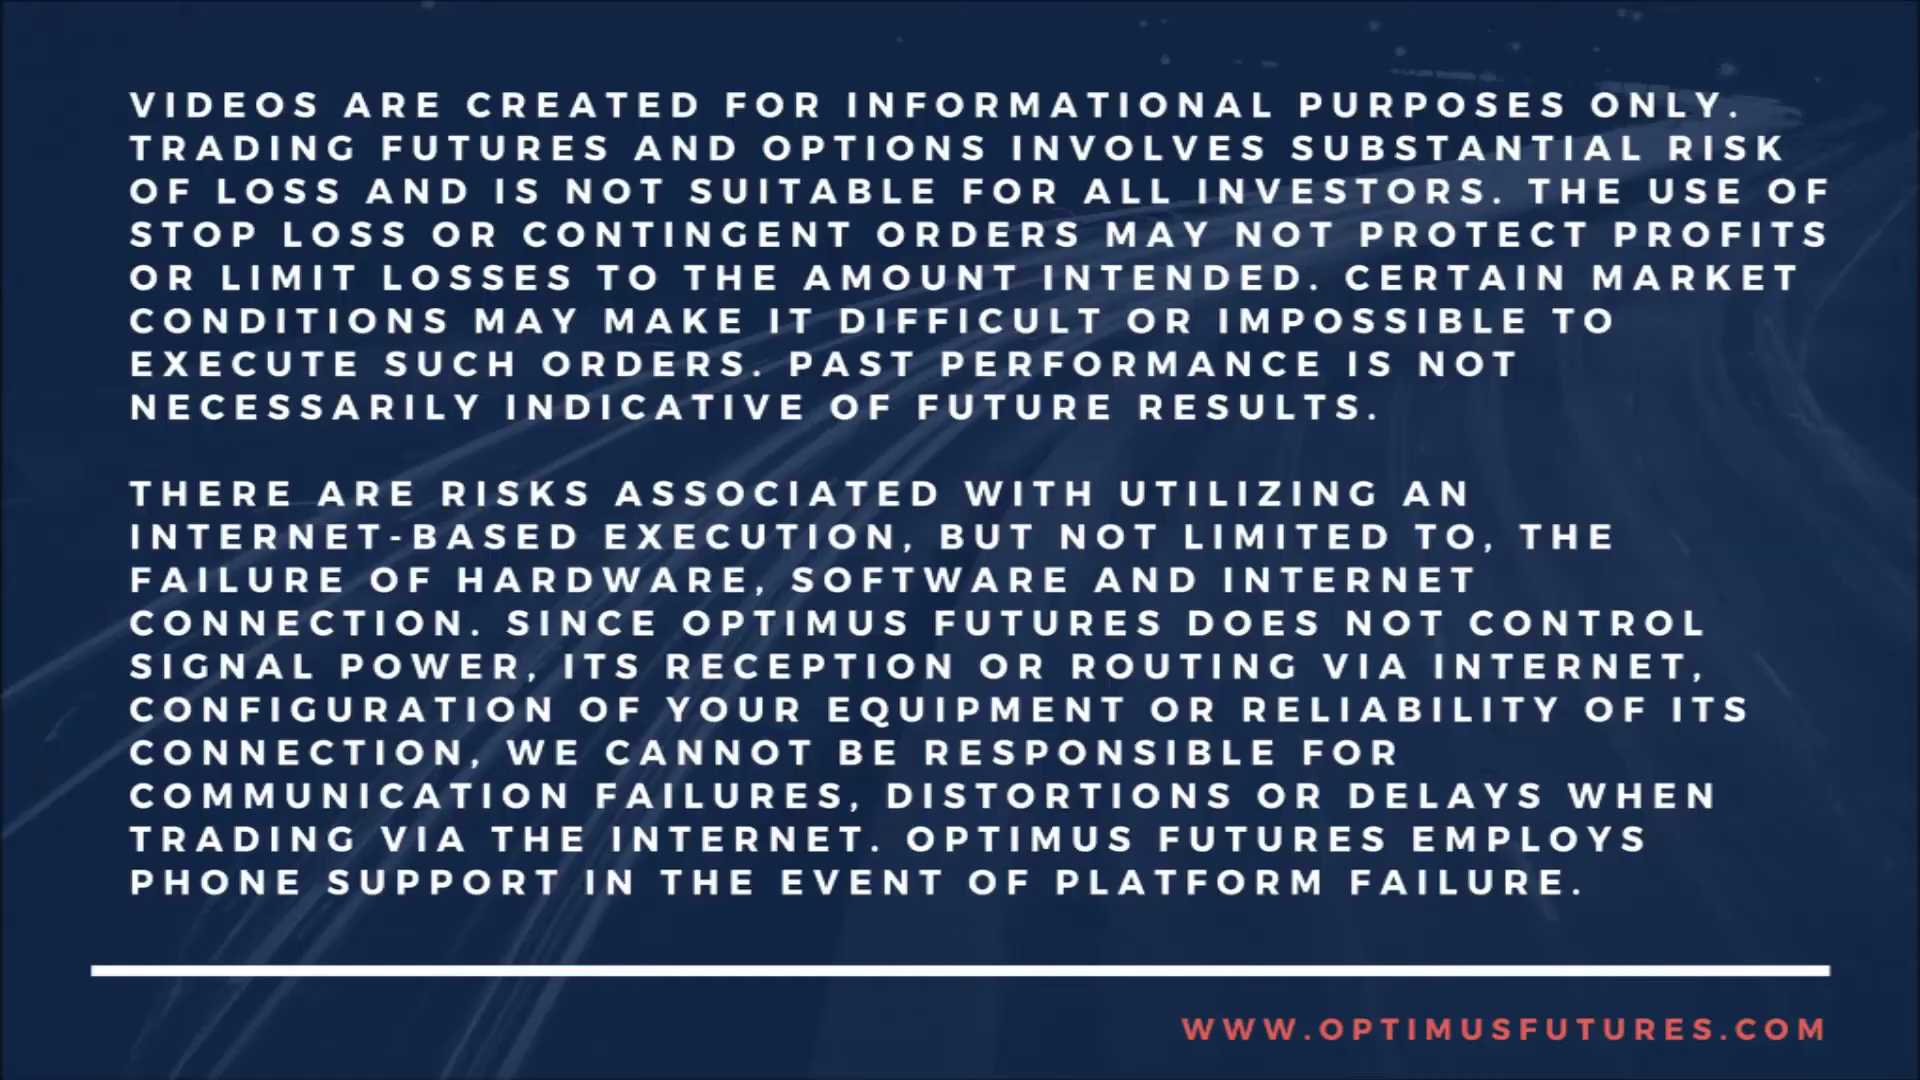 VIDEOS ARE CREATED FOR INFORMATIONAL PURPOSES ONLY.
TRADING FUTURES AND OPTIONS INVOLVES SUBSTANTIAL RISK
OF LOSS AND IS NOT SUITABLE FOR ALL INVESTORS. THE USE OF
STOP LOSS OR CONTINGENT ORDERS MAY NOT PROTECT PROFITS
OR LIMIT LOSSES TO THE AMOUNT INTENDED. CERTAIN MARKET
CONDITIONS MAY MAKE IT DIFFICULT OR IMPOSSIBLE TO
EXECUTE SUCH ORDERS. PAST PERFORMANCE IS NOT
NECESSARILY INDICATIVE OF FUTURE RESULTS.
THERE ARE RISKS ASSOCIATED WITH UTILIZING AN
INTERNET-BASED EXECUTION, BUT NOT LIMITED TO, THE
FAILURE OF HARDWARE, SOFTWARE AND INTERNET
CONNECTION. SINCE OPTIMUS FUTURES DOES NOT CONTROL
SIGNAL POWER, ITS RECEPTION OR ROUTING VIA INTERNET,
CONFIGURATION OF YOUR EQUIPMENT OR RELIABILITY OF ITS
CONNECTION, WE CANNOT BE RESPONSIBLE FOR
COMMUNICATION FAILURES, DISTORTIONS OR DELAYS WHEN
TRADING VIA THE INTERNET. OPTIMUS FUTURES EMPLOYS
PHONE SUPPORT IN THE EVENT OF PLATFORM FAILURE.
WWW.OPTIMUSFUTURES.COM